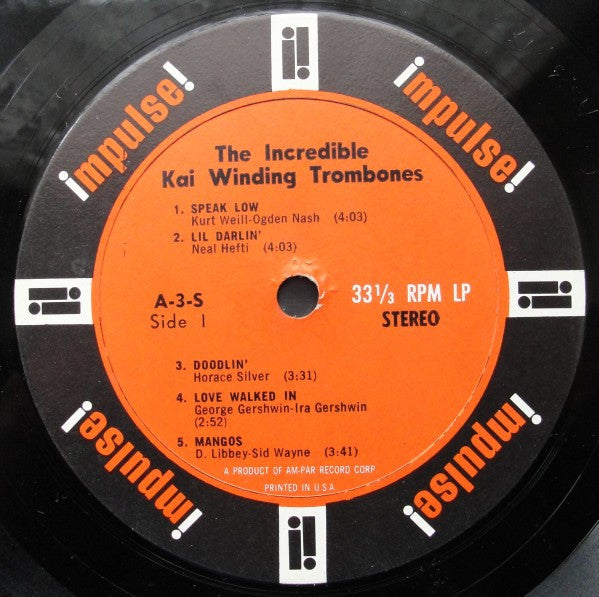 impulse!
impulse!
The Incredible
Kai Winding Trombones
1. SPEAK LOW
Kurt Weill-Ogden Nash (4:03)
2. LIL DARLIN'
Neal Hefti (4:03)
A-3-S
Side 1
33 1/3 RPM LP
STEREO
3. DOODLIN'
Horace Silver (3:31)
4. LOVE WALKED IN
George Gershwin-Ira Gershwin
(2:52)
5. MANGOS
D. Libbey-Sid Wayne (3:41)
A PRODUCT OF AM-PAR RECORD CORP.
PRINTED IN U.S.A.
impulse!
impulse!